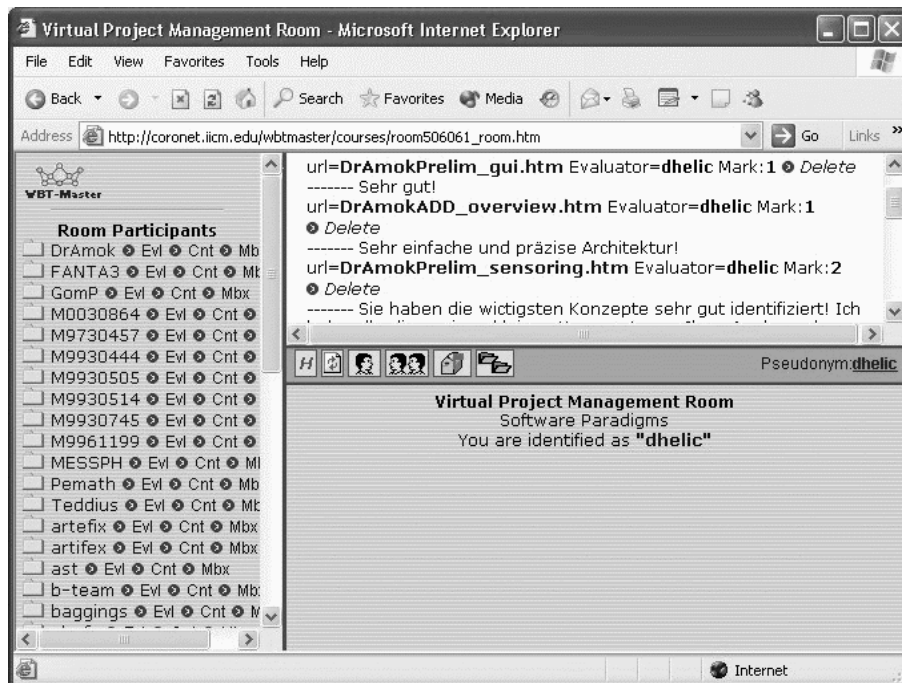 Virtual Project Management Room - Microsoft Internet Explorer
File Edit View Favorites Tools Help
Back Search Favorites Media
Address http://coronet.iicm.edu/wbtmaster/courses/room506061_room.htm Go Links »
WBT-Master
Room Participants
DrAmok Evl Cnt Mb
FANTA3 Evl Cnt Mb
GomP Evl Cnt Mbx
M0030864 Evl Cnt
M9730457 Evl Cnt
M9930444 Evl Cnt
M9930505 Evl Cnt
M9930514 Evl Cnt
M9930745 Evl Cnt
M9961199 Evl Cnt
MESSPH Evl Cnt M
Pemath Evl Cnt Mb
Teddius Evl Cnt Mb
artefix Evl Cnt Mbx
artifex Evl Cnt Mbx
ast Evl Cnt Mbx
b-team Evl Cnt Mb
baggings Evl Cnt M
url=DrAmokPrelim_gui.htm Evaluator=dhelic Mark:1 Delete
------- Sehr gut!
url=DrAmokADD_overview.htm Evaluator=dhelic Mark:1
Delete
------- Sehr einfache und präzise Architektur!
url=DrAmokPrelim_sensoring.htm Evaluator=dhelic Mark:2
Delete
------- Sie haben die wictigsten Konzepte sehr gut identifiziert! Ich
H Pseudonym:dhelic
Virtual Project Management Room
Software Paradigms
You are identified as "dhelic"
Internet